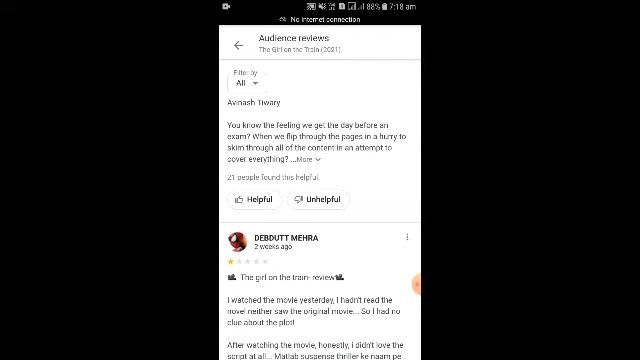 88% 7:18 am
No internet connection
Audience reviews
The Girl on the Train (2021)
Filter by
All
Avinash Tiwary
You know the feeling we get the day before an
exam? When we flip through the pages in a hurry to
skim through all of the content in an attempt to
cover everything? ...More
21 people found this helpful.
Helpful
Unhelpful
DEBDUTT MEHRA
2 weeks ago
The girl on the train- review
I watched the movie yesterday, I hadn't read the
novel neither saw the original movie... So I had no
clue about the plot!
After watching the movie, honestly, i didn't love the
script at all... Matlab suspense thriller ke naam pe